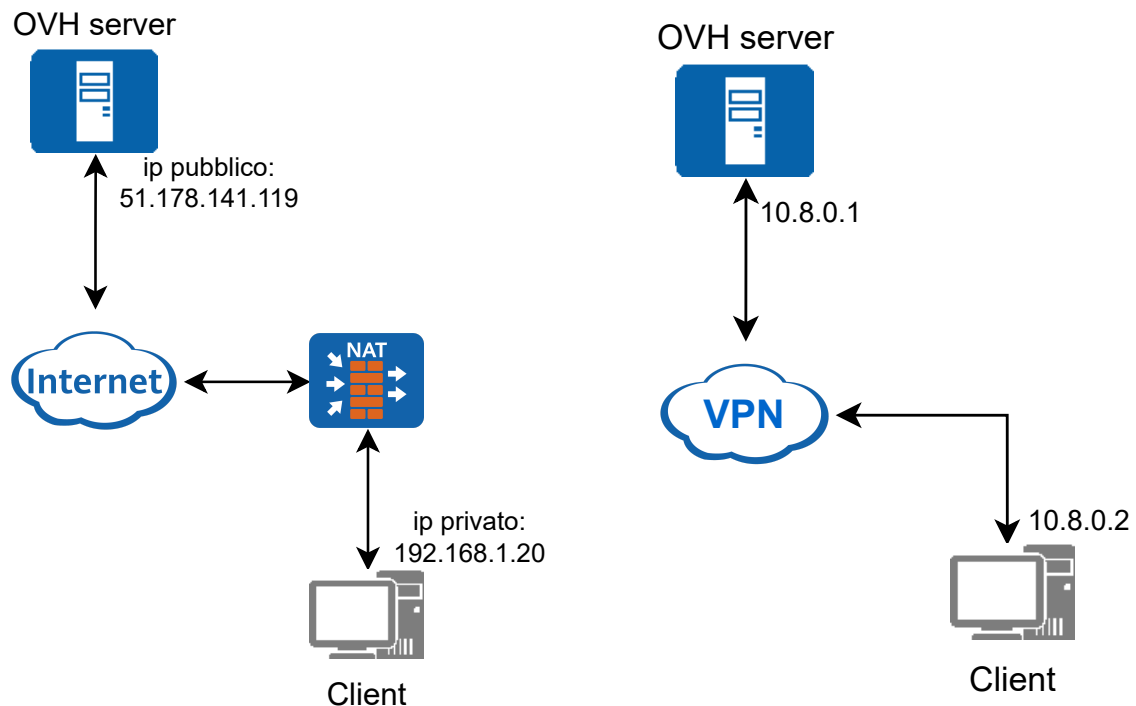 OVH server
ip pubblico:
51.178.141.119
Internet
NAT
ip privato:
192.168.1.20
Client
OVH server
10.8.0.1
VPN
10.8.0.2
Client